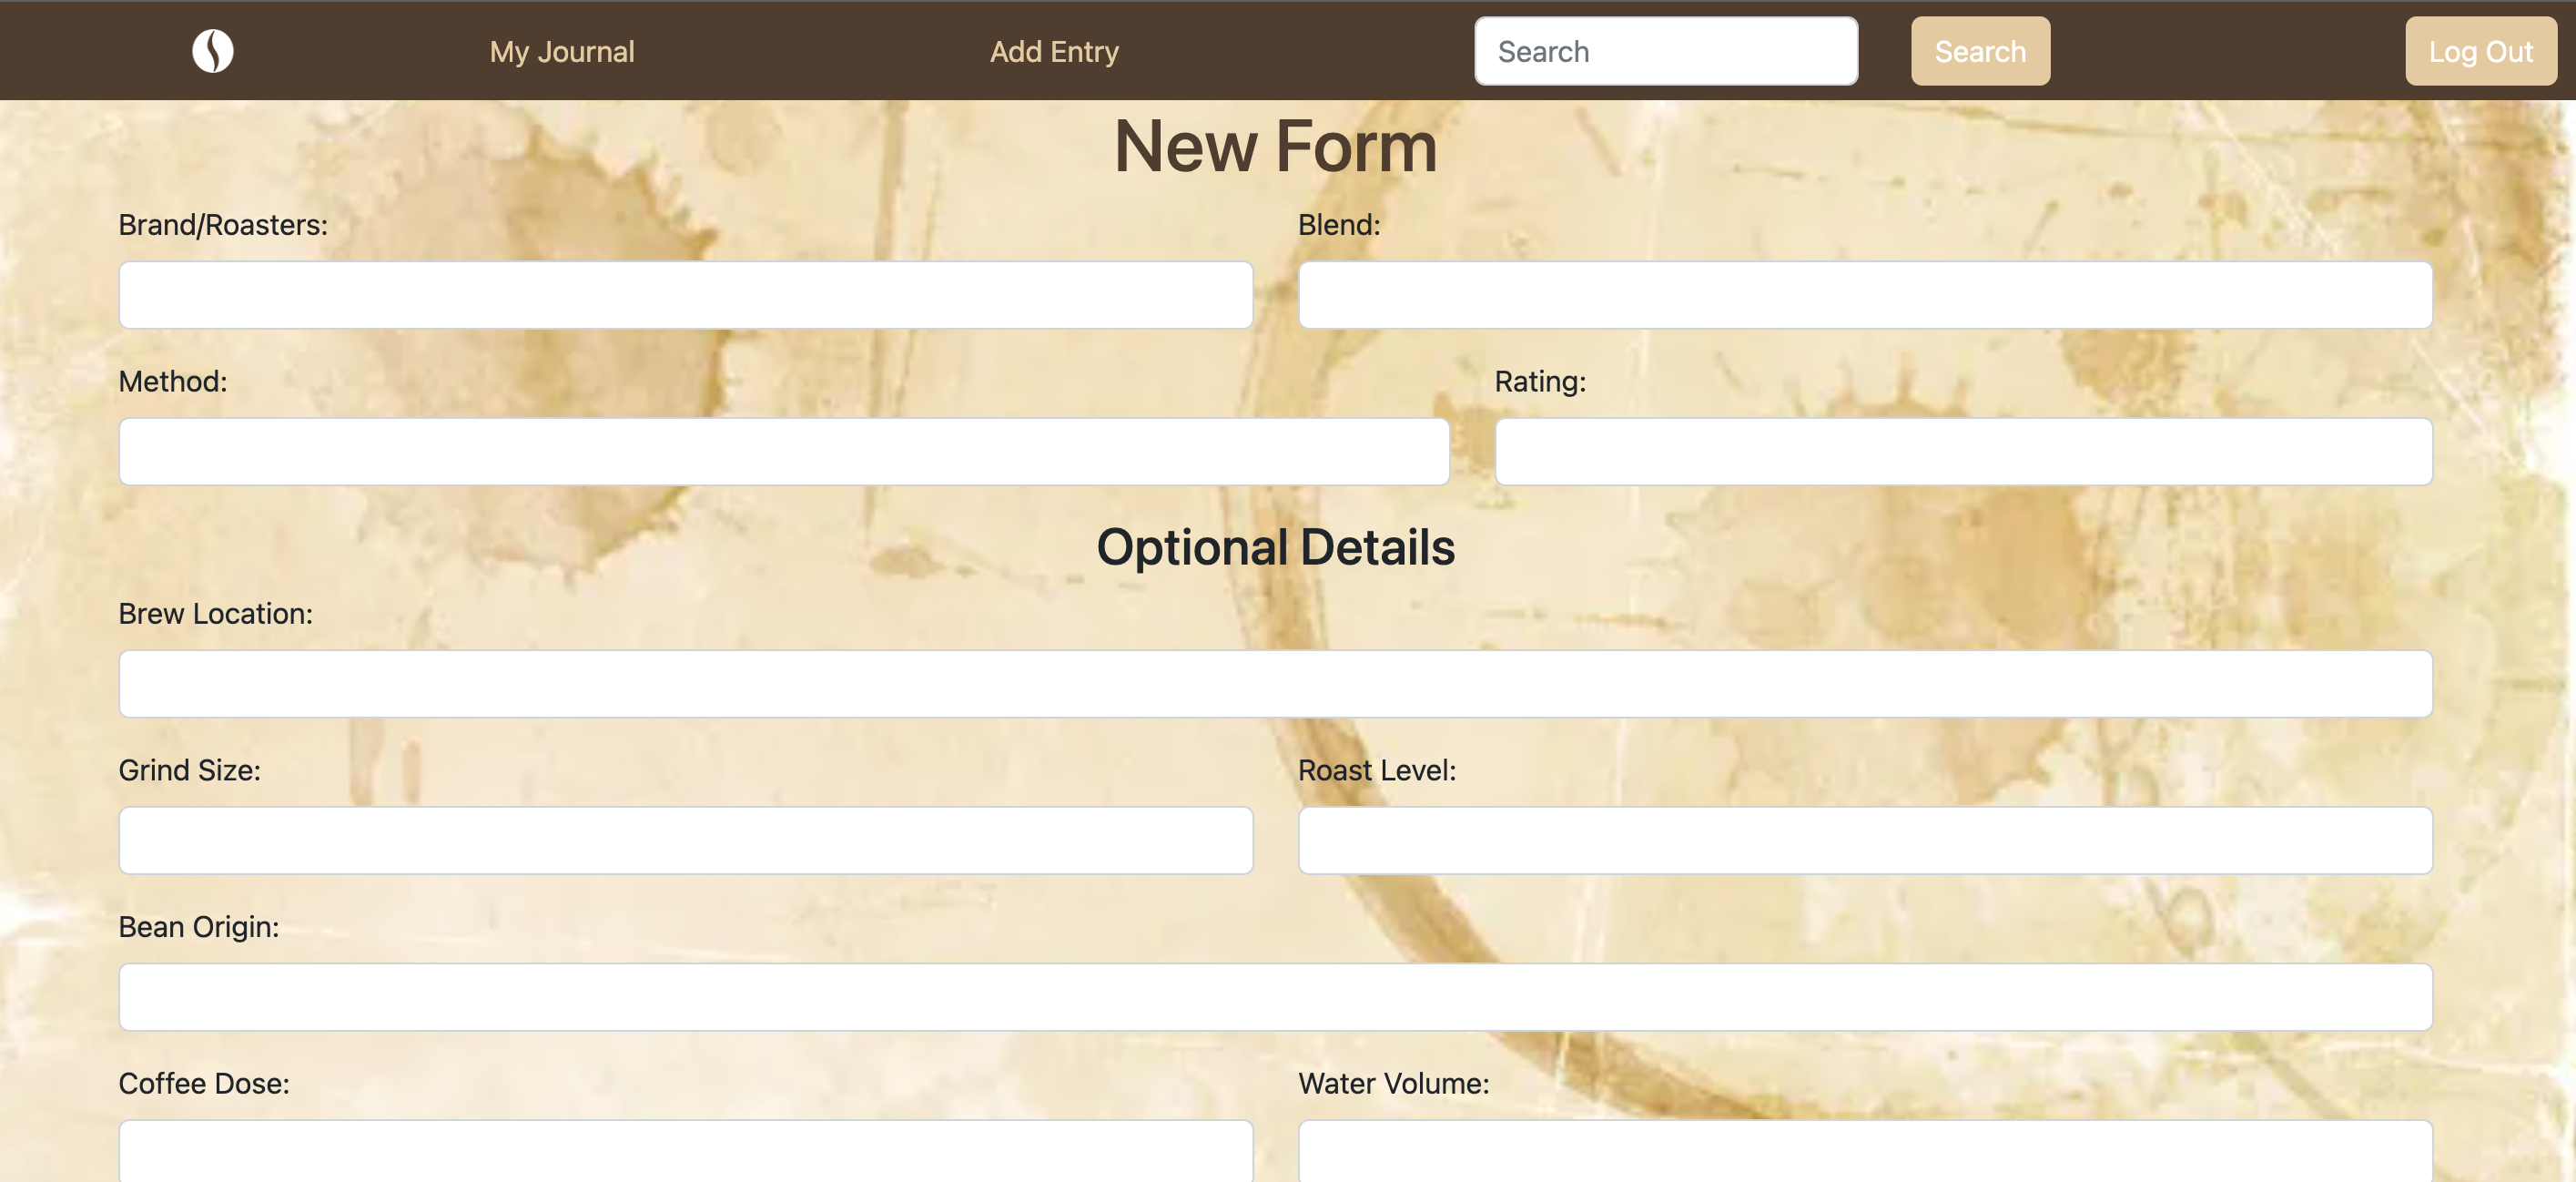 My Journal Add Entry Search Search Log Out
New Form
Brand/Roasters: Blend:
Method: Rating:
Optional Details
Brew Location:
Grind Size: Roast Level:
Bean Origin:
Coffee Dose: Water Volume: